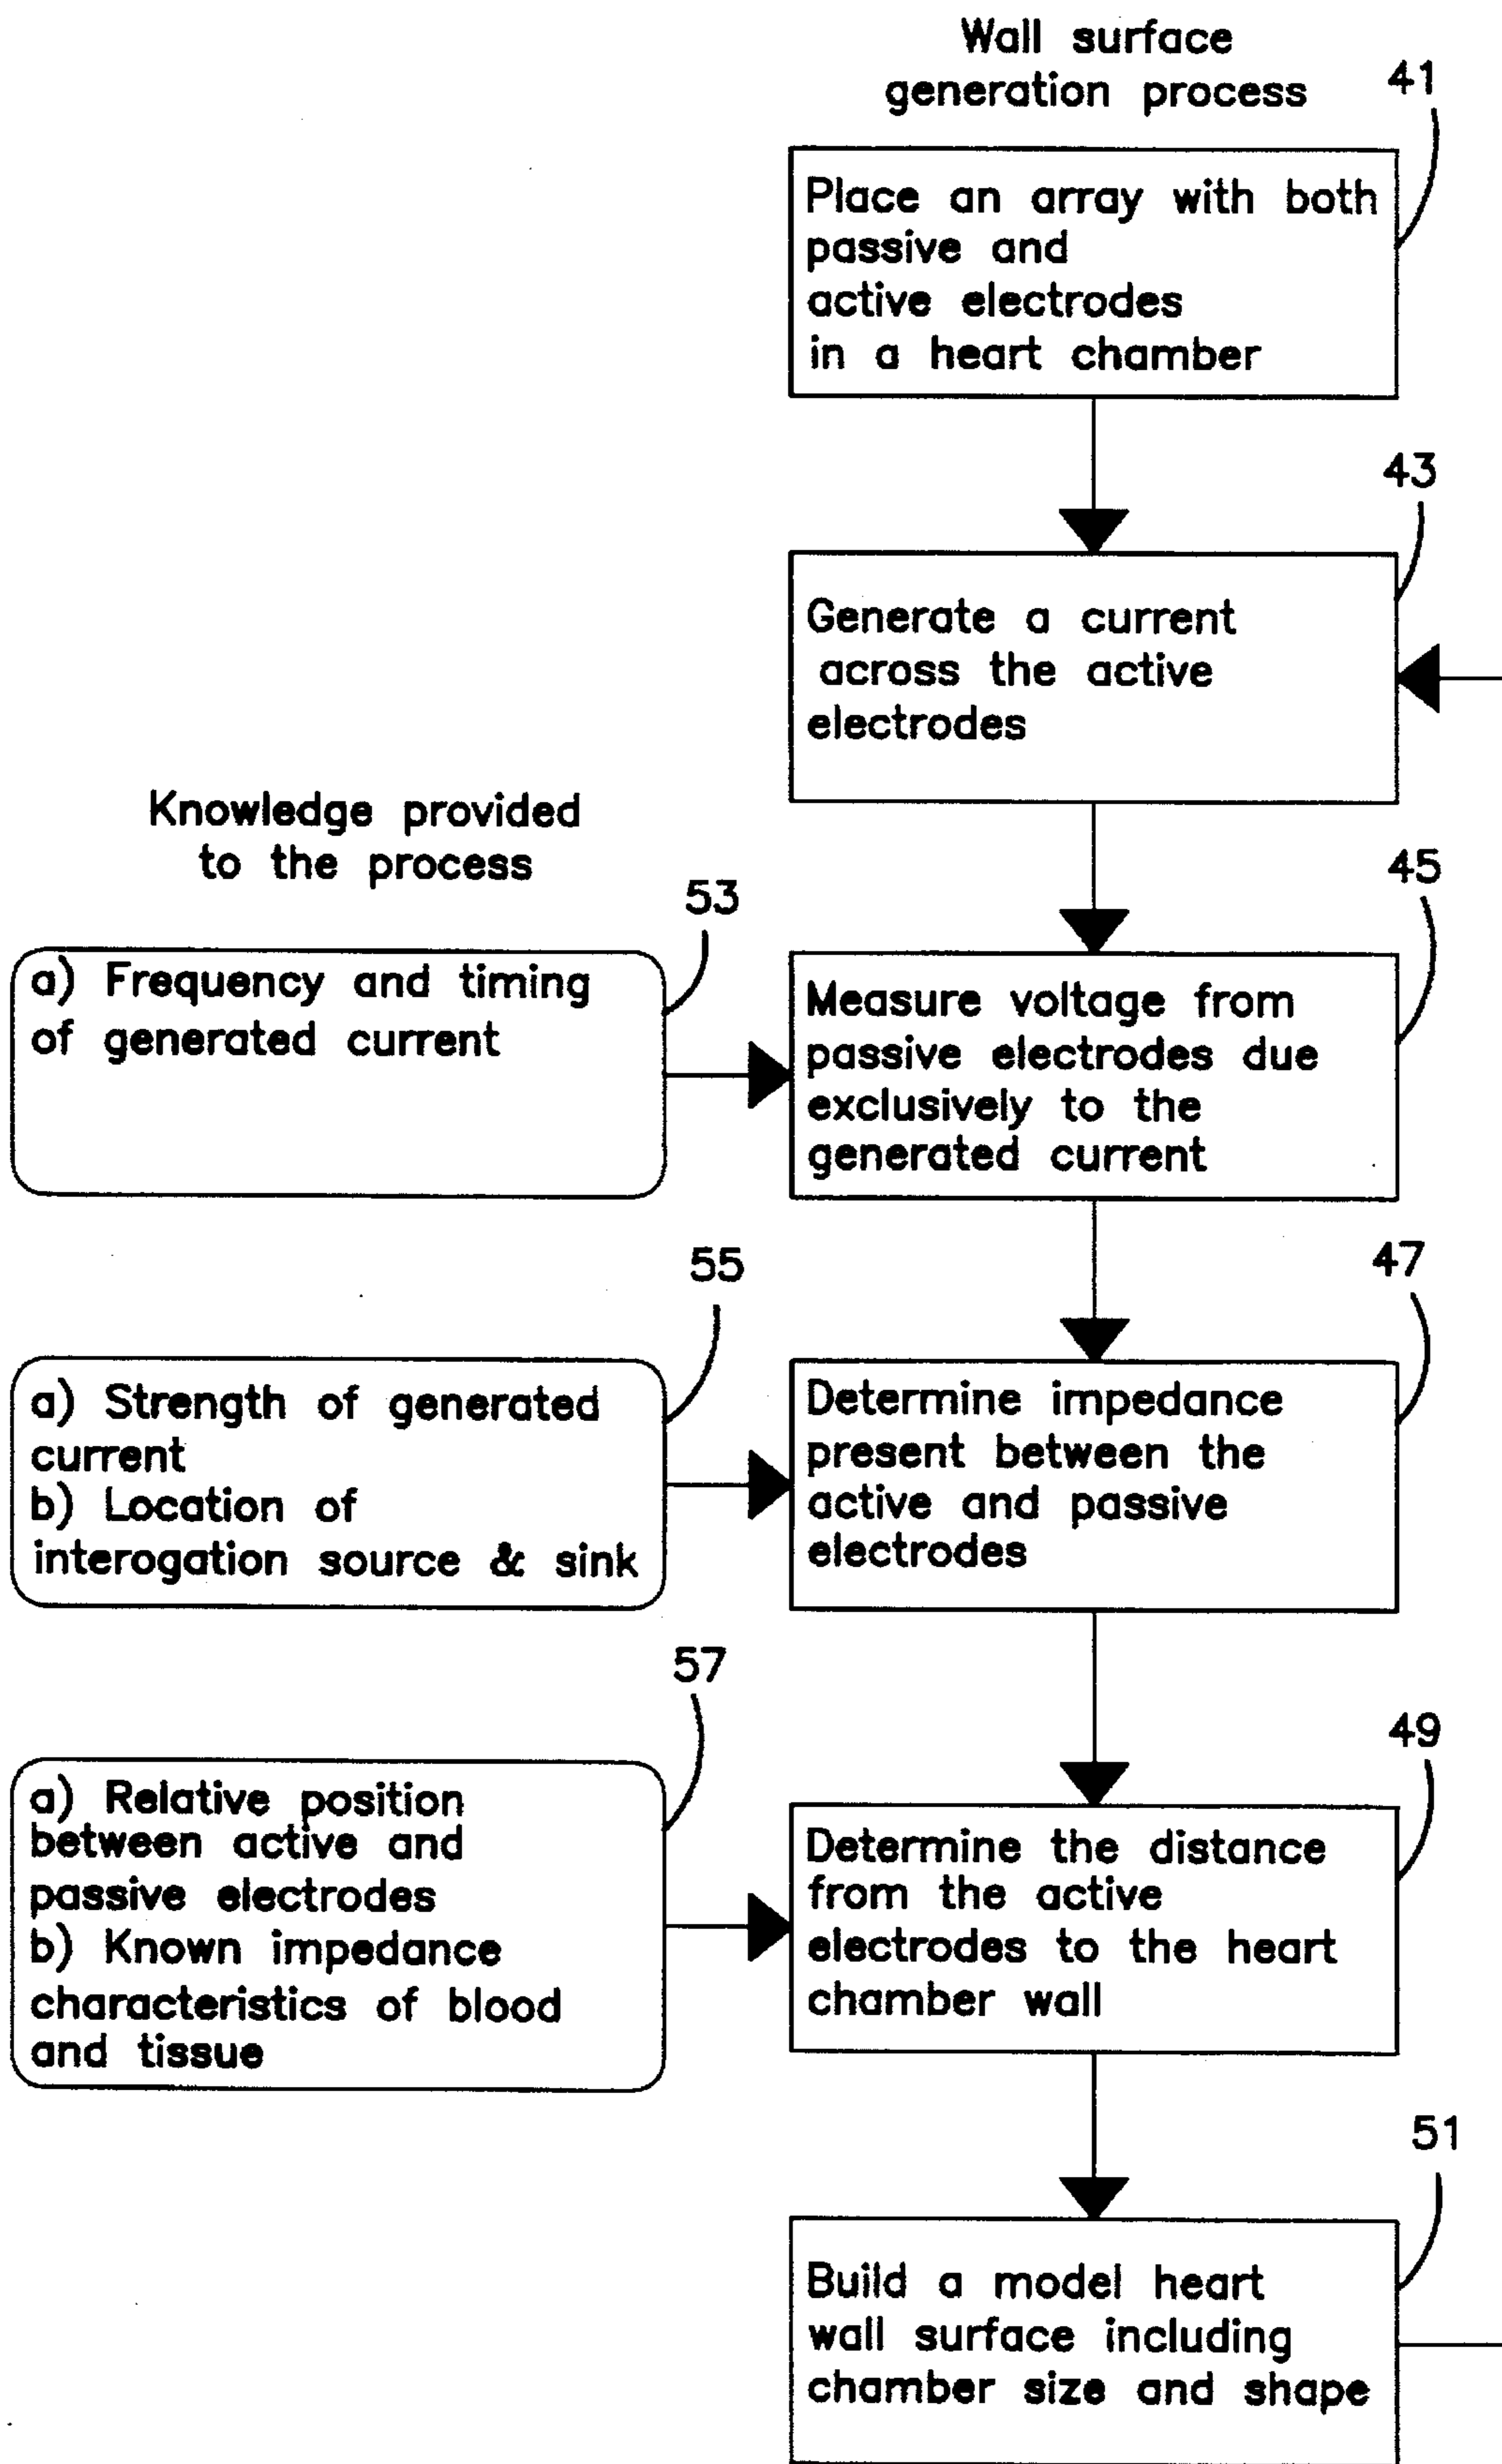 Wall surface
generation process
41
Place an array with both
passive and
active electrodes
in a heart chamber
43
Generate a current
across the active
electrodes
Knowledge provided
to the process
53
a) Frequency and timing
of generated current
45
Measure voltage from
passive electrodes due
exclusively to the
generated current
55
a) Strength of generated
current
b) Location of
interogation source & sink
47
Determine impedance
present between the
active and passive
electrodes
57
a) Relative position
between active and
passive electrodes
b) Known impedance
characteristics of blood
and tissue
49
Determine the distance
from the active
electrodes to the heart
chamber wall
51
Build a model heart
wall surface including
chamber size and shape